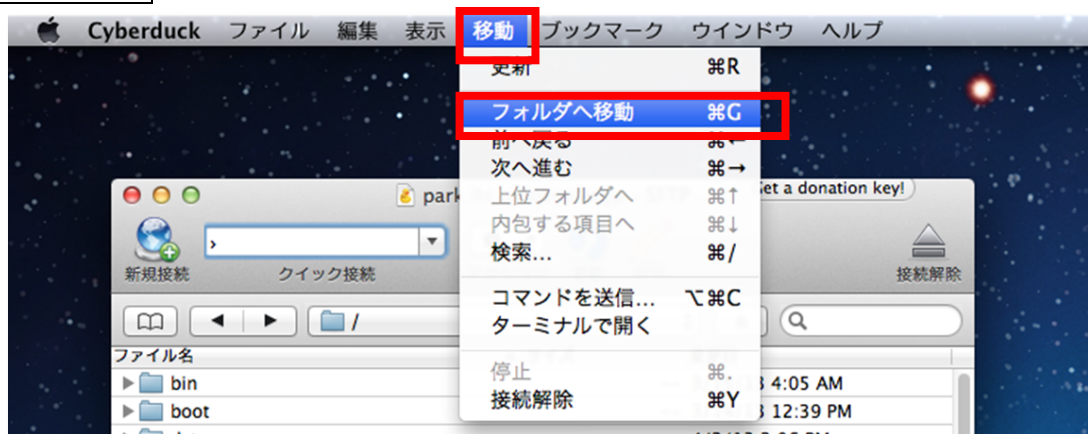 Cyberduck ファイル 編集 表示 移動 ブックマーク ウインドウ ヘルプ
更新 ⌘R
フォルダへ移動 ⌘G
前へ戻る ⌘←
次へ進む ⌘→
上位フォルダへ ⌘↑
内包する項目へ ⌘↓
検索... ⌘/
コマンドを送信... ⌥⌘C
ターミナルで開く
停止 ⌘.
接続解除 ⌘Y
park
Get a donation key!
新規接続 クイック接続 接続解除
/
ファイル名
bin 4:05 AM
boot 12:39 PM